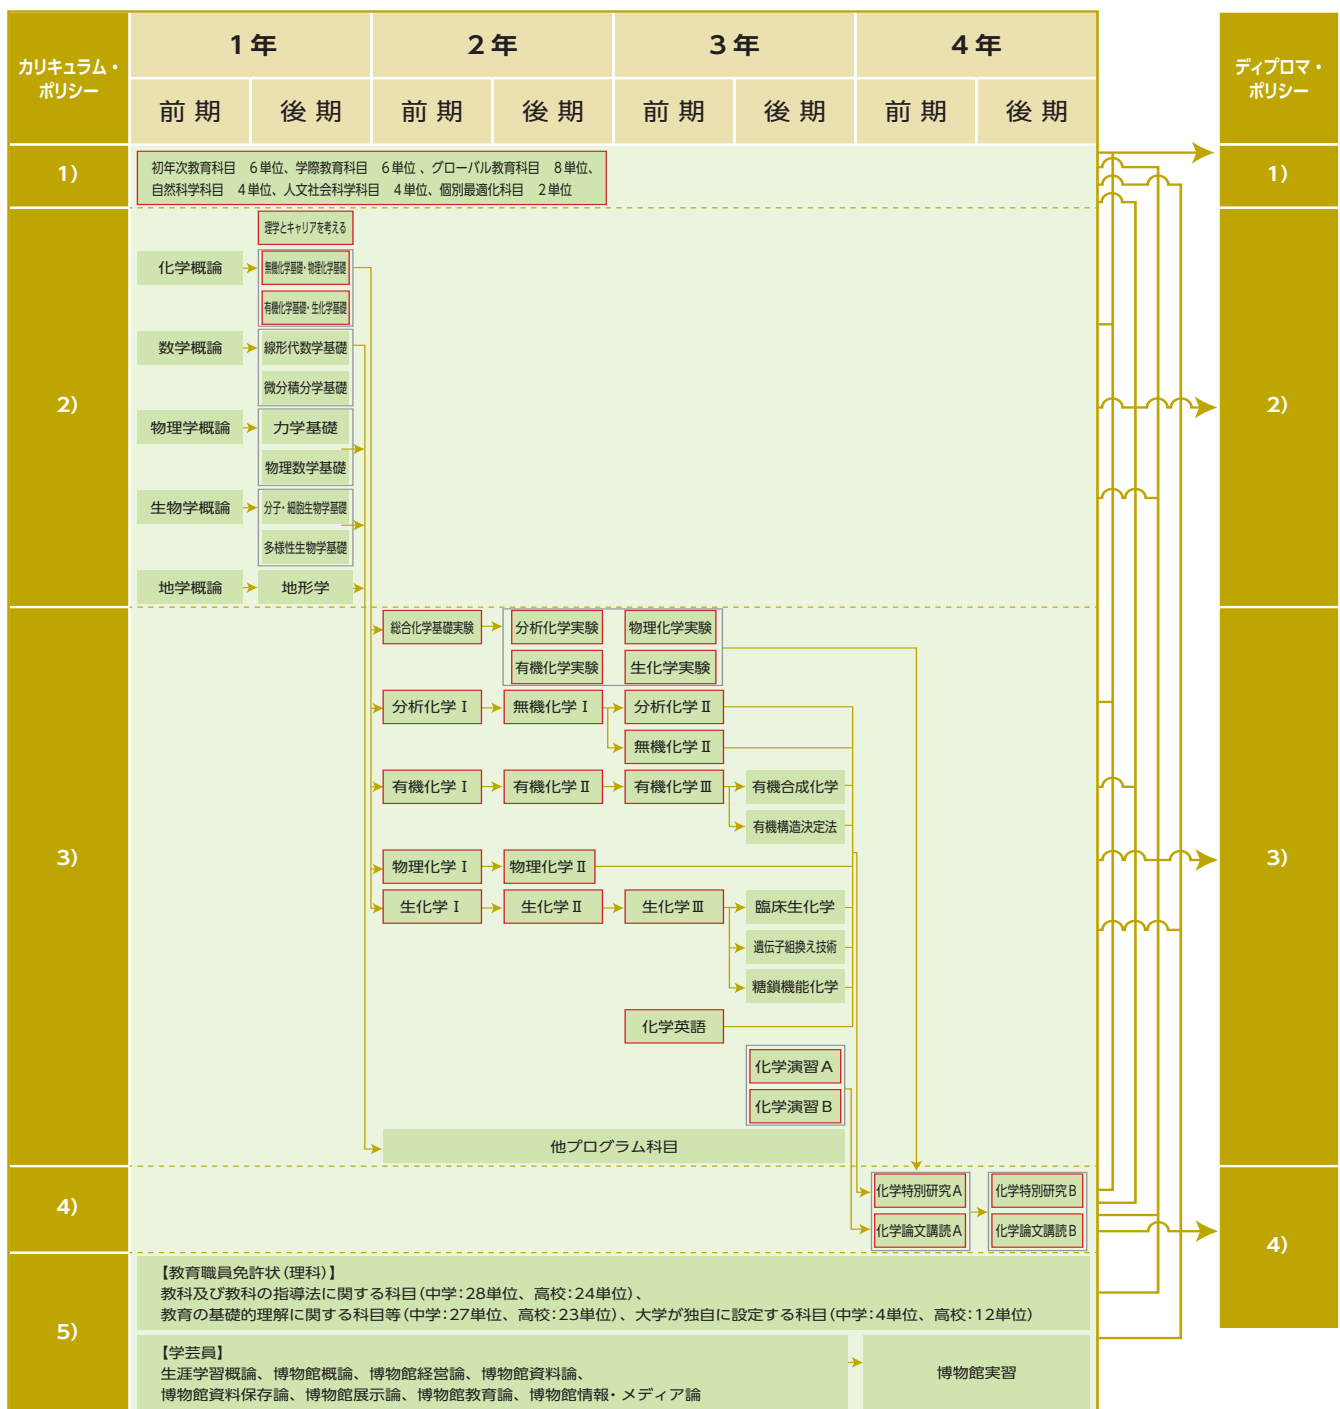 カリキュラム・
ポリシー
1年
2年
3年
4年
ディプロマ・
ポリシー
前期
後期
前期
後期
前期
後期
前期
後期
1)
初年次教育科目　6単位、学際教育科目　6単位、グローバル教育科目　8単位、
自然科学科目　4単位、人文社会科学科目　4単位、個別最適化科目　2単位
1)
2)
理学とキャリアを考える
化学概論
無機化学基礎・物理化学基礎
有機化学基礎・生化学基礎
数学概論
線形代数学基礎
微分積分学基礎
物理学概論
力学基礎
物理数学基礎
生物学概論
分子・細胞生物学基礎
多様性生物学基礎
地学概論
地形学
2)
3)
総合化学基礎実験
分析化学実験
物理化学実験
有機化学実験
生化学実験
分析化学Ⅰ
無機化学Ⅰ
分析化学Ⅱ
無機化学Ⅱ
有機化学Ⅰ
有機化学Ⅱ
有機化学Ⅲ
有機合成化学
有機構造決定法
物理化学Ⅰ
物理化学Ⅱ
生化学Ⅰ
生化学Ⅱ
生化学Ⅲ
臨床生化学
遺伝子組換え技術
糖鎖機能化学
化学英語
化学演習A
化学演習B
他プログラム科目
3)
4)
化学特別研究A
化学特別研究B
化学論文講読A
化学論文講読B
4)
5)
【教育職員免許状(理科)】
教科及び教科の指導法に関する科目(中学:28単位、高校:24単位)、
教育の基礎的理解に関する科目等(中学:27単位、高校:23単位)、大学が独自に設定する科目(中学:4単位、高校:12単位)
【学芸員】
生涯学習概論、博物館概論、博物館経営論、博物館資料論、
博物館資料保存論、博物館展示論、博物館教育論、博物館情報・メディア論
博物館実習